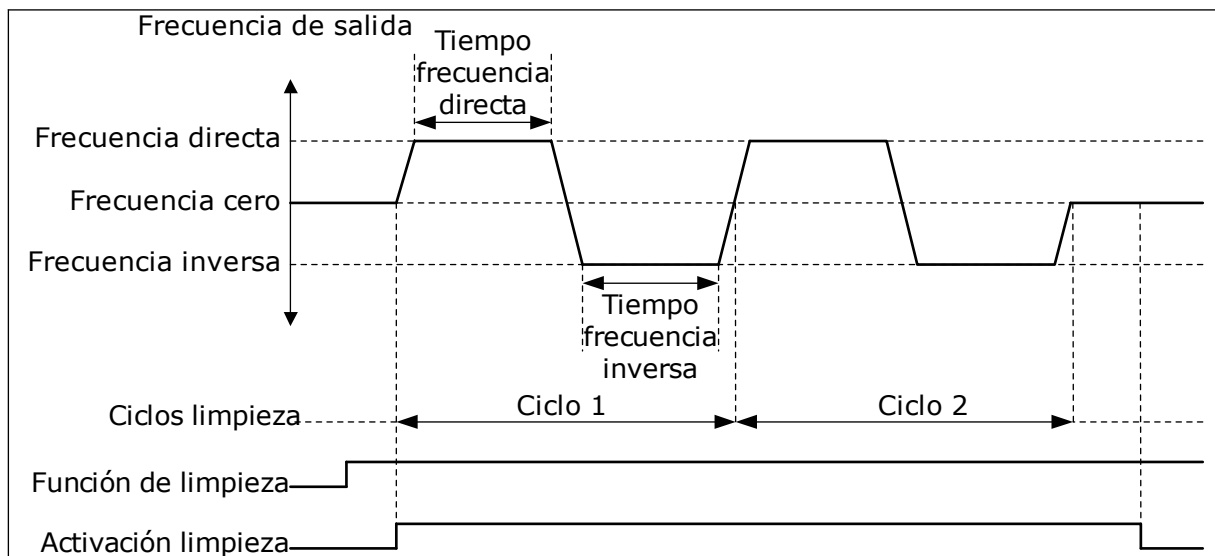 Frecuencia de salida
Tiempo
frecuencia
directa
Frecuencia directa
Frecuencia cero
Frecuencia inversa
Tiempo
frecuencia
inversa
Ciclos limpieza
Ciclo 1
Ciclo 2
Función de limpieza
Activación limpieza